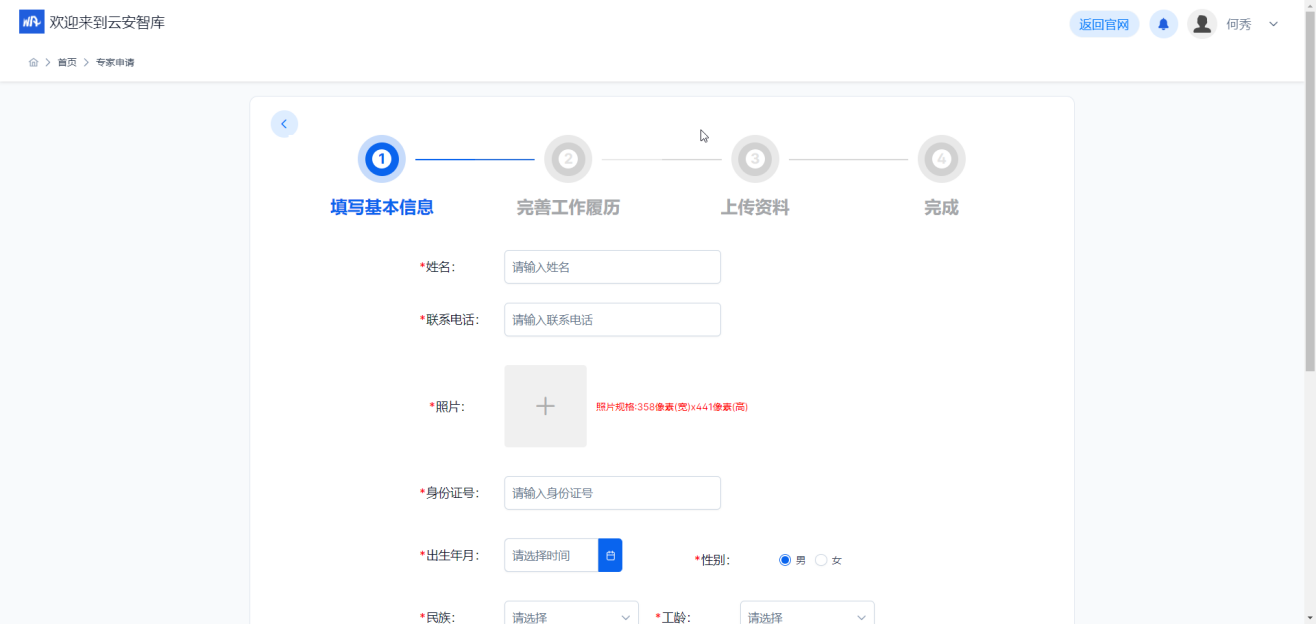 欢迎来到云安智库
返回官网
何秀
首页
专家申请
1
2
3
4
填写基本信息
完善工作履历
上传资料
完成
*姓名：
请输入姓名
*联系电话：
请输入联系电话
*照片：
照片规格:358像素(宽)x441像素(高)
*身份证号：
请输入身份证号
*出生年月：
请选择时间
*性别：
男
女
*民族：
请选择
*工龄：
请选择